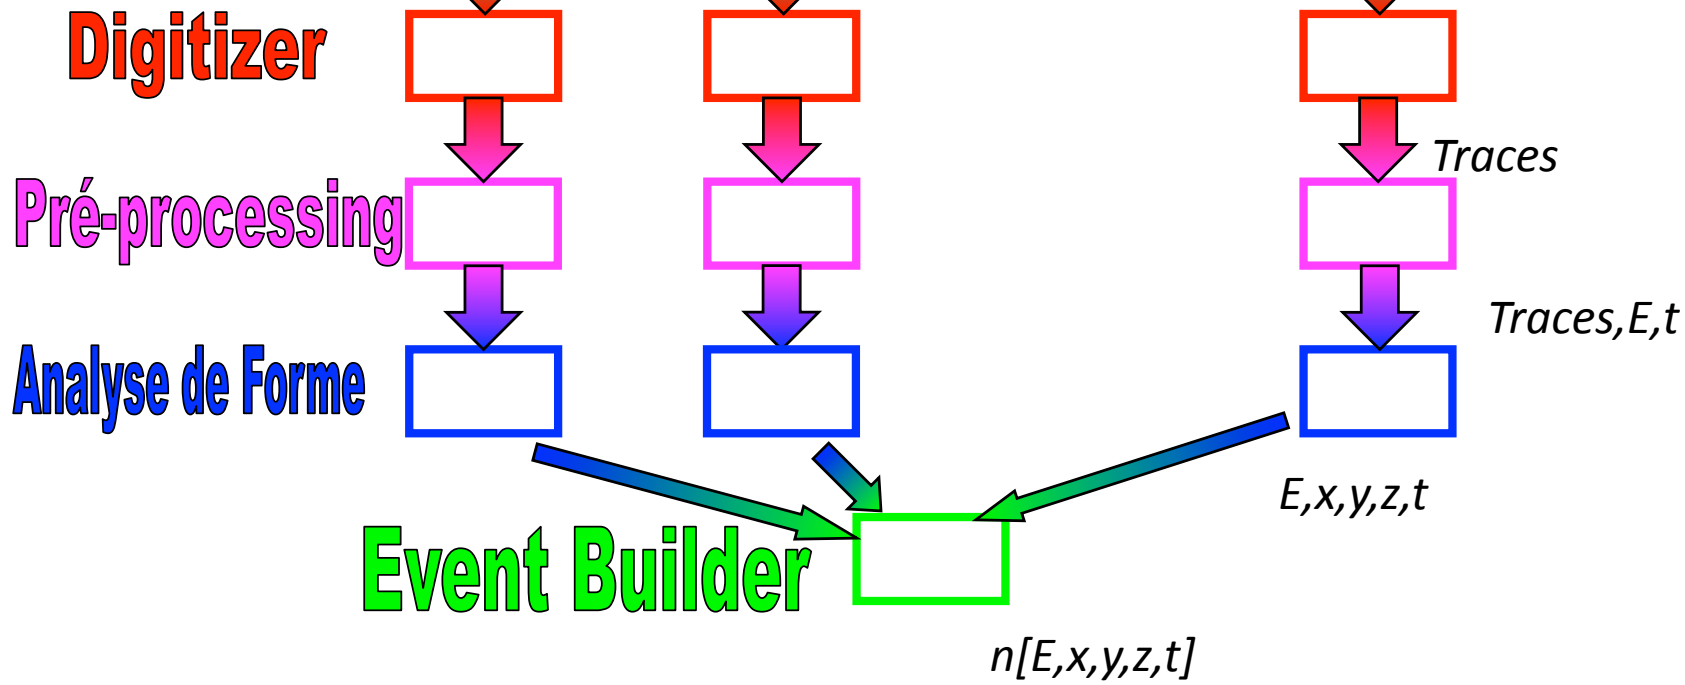 Digitizer
Traces
Pré-processing
Traces,E,t
Analyse de Forme
E,x,y,z,t
Event Builder
n[E,x,y,z,t]